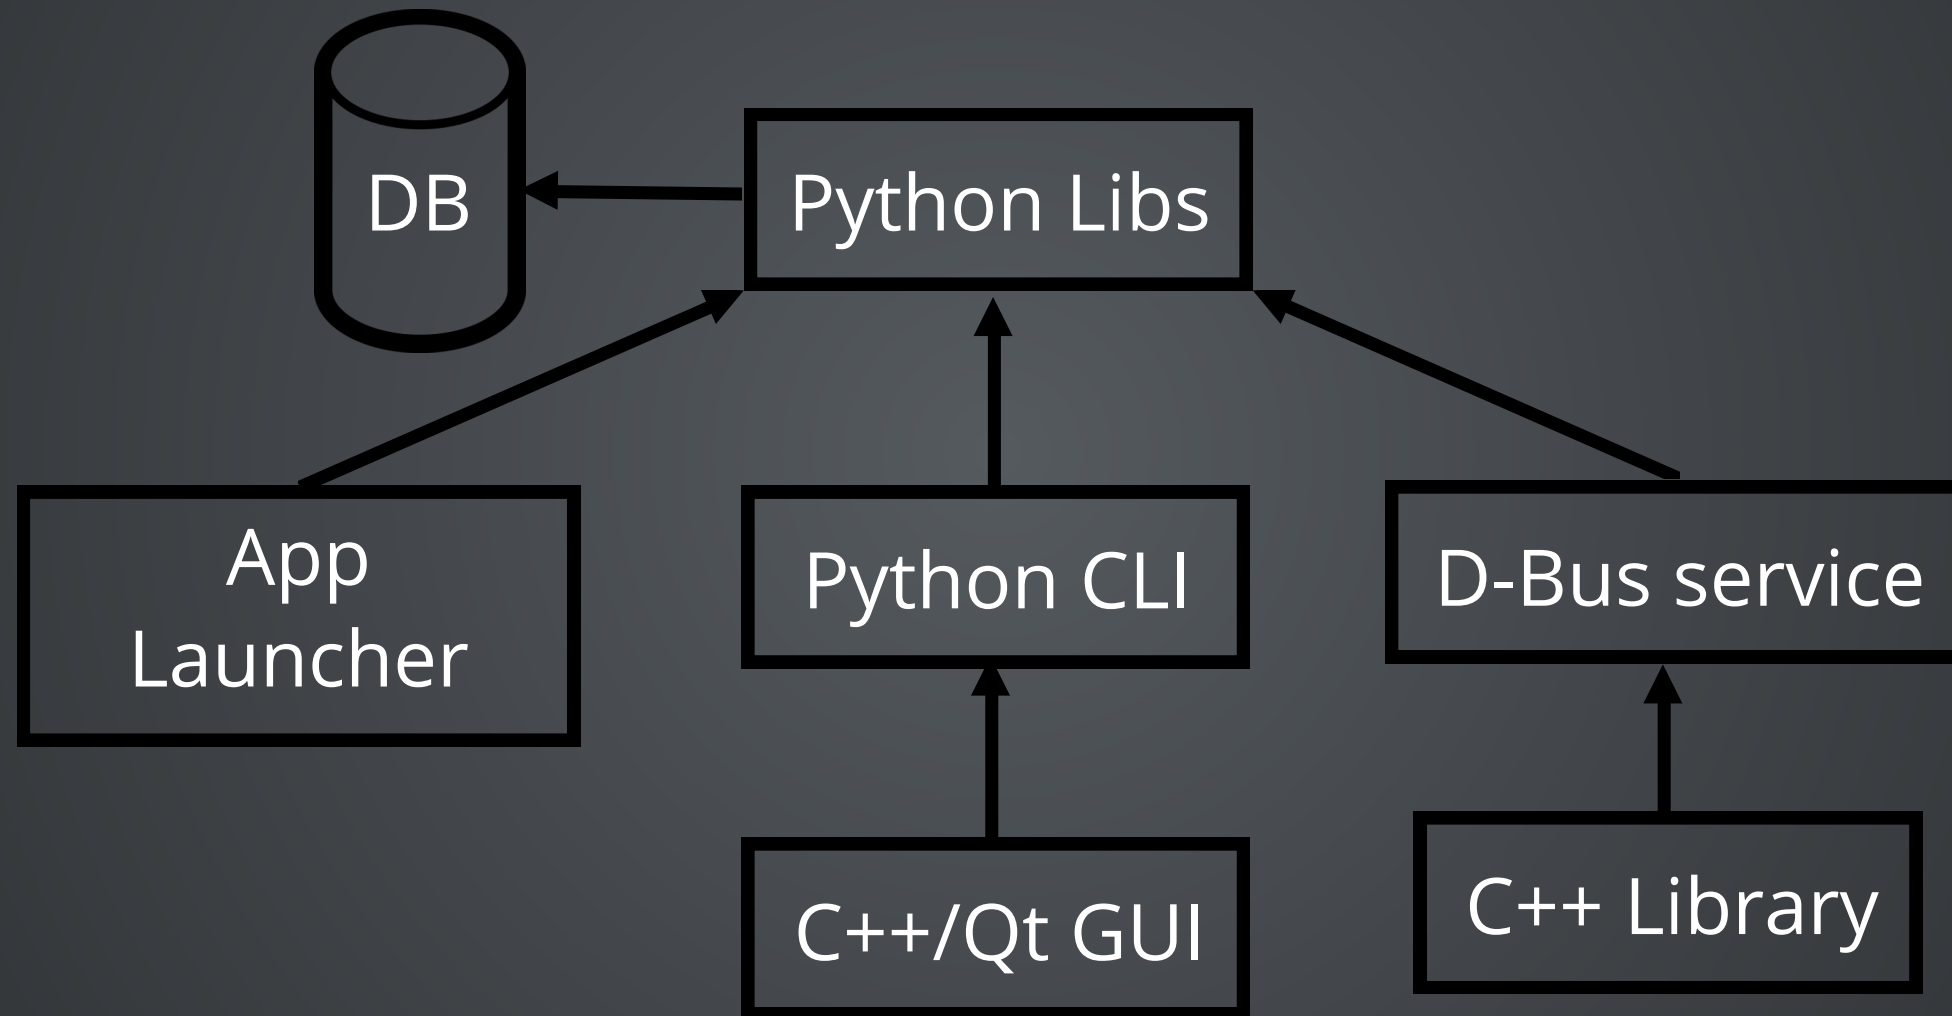 DB
Python Libs
App
Launcher
Python CLI
D-Bus service
C++/Qt GUI
C++ Library